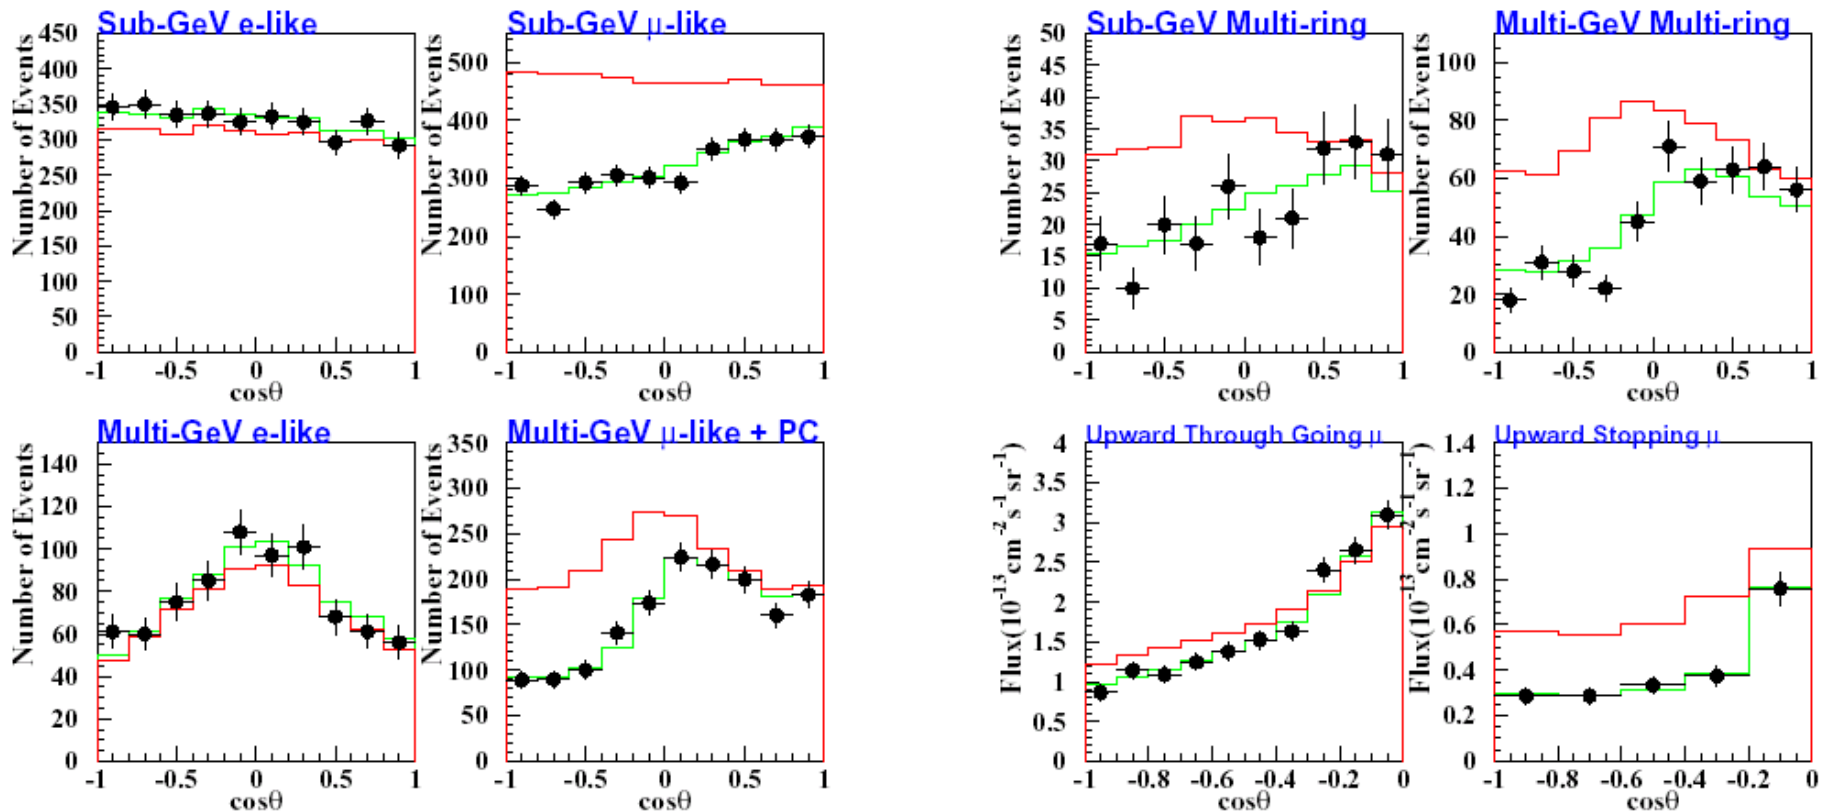 Sub-GeV e-like
Number of Events
450
400
350
300
250
200
150
100
50
0
-1 -0.5 0 0.5 1
cosθ
Sub-GeV μ-like
Number of Events
500
400
300
200
100
0
-1 -0.5 0 0.5 1
cosθ
Sub-GeV Multi-ring
Number of Events
50
45
40
35
30
25
20
15
10
5
0
-1 -0.5 0 0.5 1
cosθ
Multi-GeV Multi-ring
Number of Events
100
80
60
40
20
0
-1 -0.5 0 0.5 1
cosθ
Multi-GeV e-like
Number of Events
140
120
100
80
60
40
20
0
-1 -0.5 0 0.5 1
cosθ
Multi-GeV μ-like + PC
Number of Events
350
300
250
200
150
100
50
0
-1 -0.5 0 0.5 1
cosθ
Upward Through Going μ
Flux(10⁻¹³ cm⁻² s⁻¹ sr⁻¹)
4
3.5
3
2.5
2
1.5
1
0.5
0
-1 -0.8 -0.6 -0.4 -0.2 0
cosθ
Upward Stopping μ
Flux(10⁻¹³ cm⁻² s⁻¹ sr⁻¹)
1.4
1.2
1
0.8
0.6
0.4
0.2
0
-1 -0.8 -0.6 -0.4 -0.2 0
cosθ